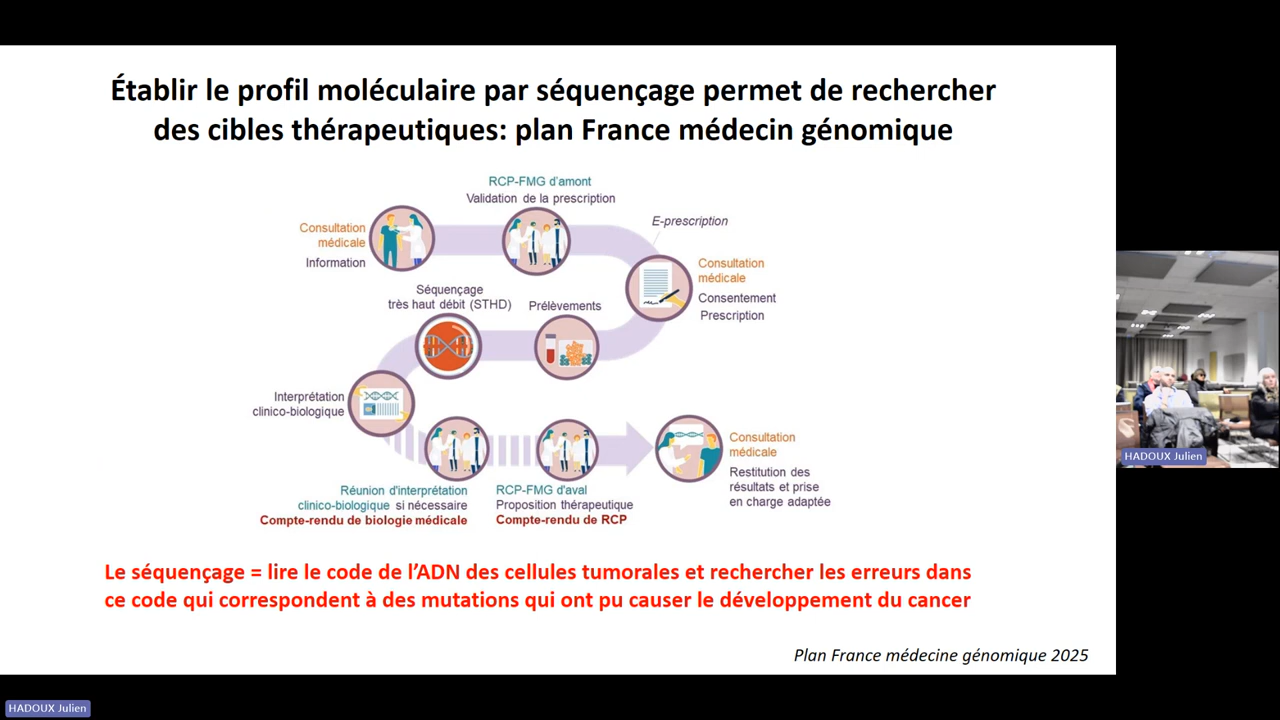 Établir le profil moléculaire par séquençage permet de rechercher
des cibles thérapeutiques: plan France médecin génomique
RCP-FMG d'amont
Validation de la prescription
E-prescription
Consultation
médicale
Information
Consultation
médicale
Consentement
Prescription
Séquençage
très haut débit (STHD)
Prélèvements
Interprétation
clinico-biologique
Réunion d'interprétation
clinico-biologique si nécessaire
Compte-rendu de biologie médicale
RCP-FMG d'aval
Proposition thérapeutique
Compte-rendu de RCP
Consultation
médicale
Restitution des
résultats et prise
en charge adaptée
Le séquençage = lire le code de l’ADN des cellules tumorales et rechercher les erreurs dans
ce code qui correspondent à des mutations qui ont pu causer le développement du cancer
Plan France médecine génomique 2025
HADOUX Julien
HADOUX Julien